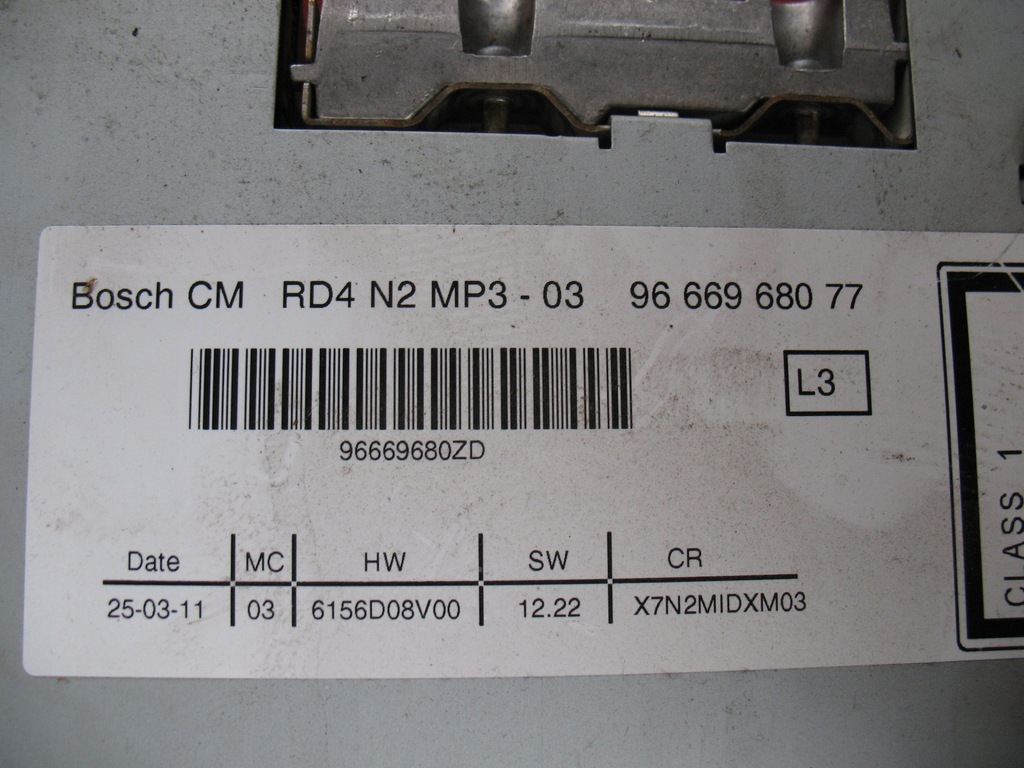 Bosch CM RD4 N2 MP3 - 03 96 669 680 77
L3
96669680ZD
Date MC HW SW CR
25-03-11 03 6156D08V00 12.22 X7N2MIDXM03
CLASS 1